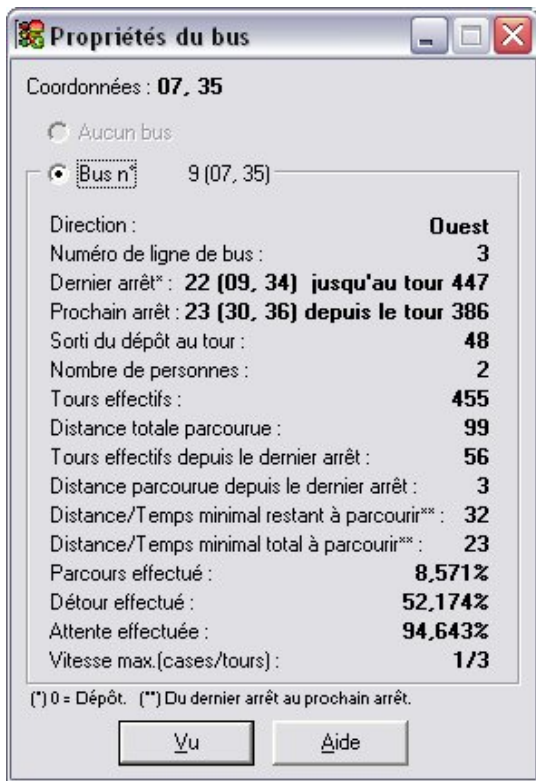 Propriétés du bus
Coordonnées : 07, 35
Aucun bus
Bus n° 9 (07, 35)
Direction : Ouest
Numéro de ligne de bus : 3
Dernier arrêt* : 22 (09, 34) jusqu'au tour 447
Prochain arrêt : 23 (30, 36) depuis le tour 386
Sorti du dépôt au tour : 48
Nombre de personnes : 2
Tours effectifs : 455
Distance totale parcourue : 99
Tours effectifs depuis le dernier arrêt : 56
Distance parcourue depuis le dernier arrêt : 3
Distance/Temps minimal restant à parcourir** : 32
Distance/Temps minimal total à parcourir** : 23
Parcours effectué : 8,571%
Détour effectué : 52,174%
Attente effectuée : 94,643%
Vitesse max.(cases/tours) : 1/3
(*) 0 = Dépôt. (**) Du dernier arrêt au prochain arrêt.
Vu Aide